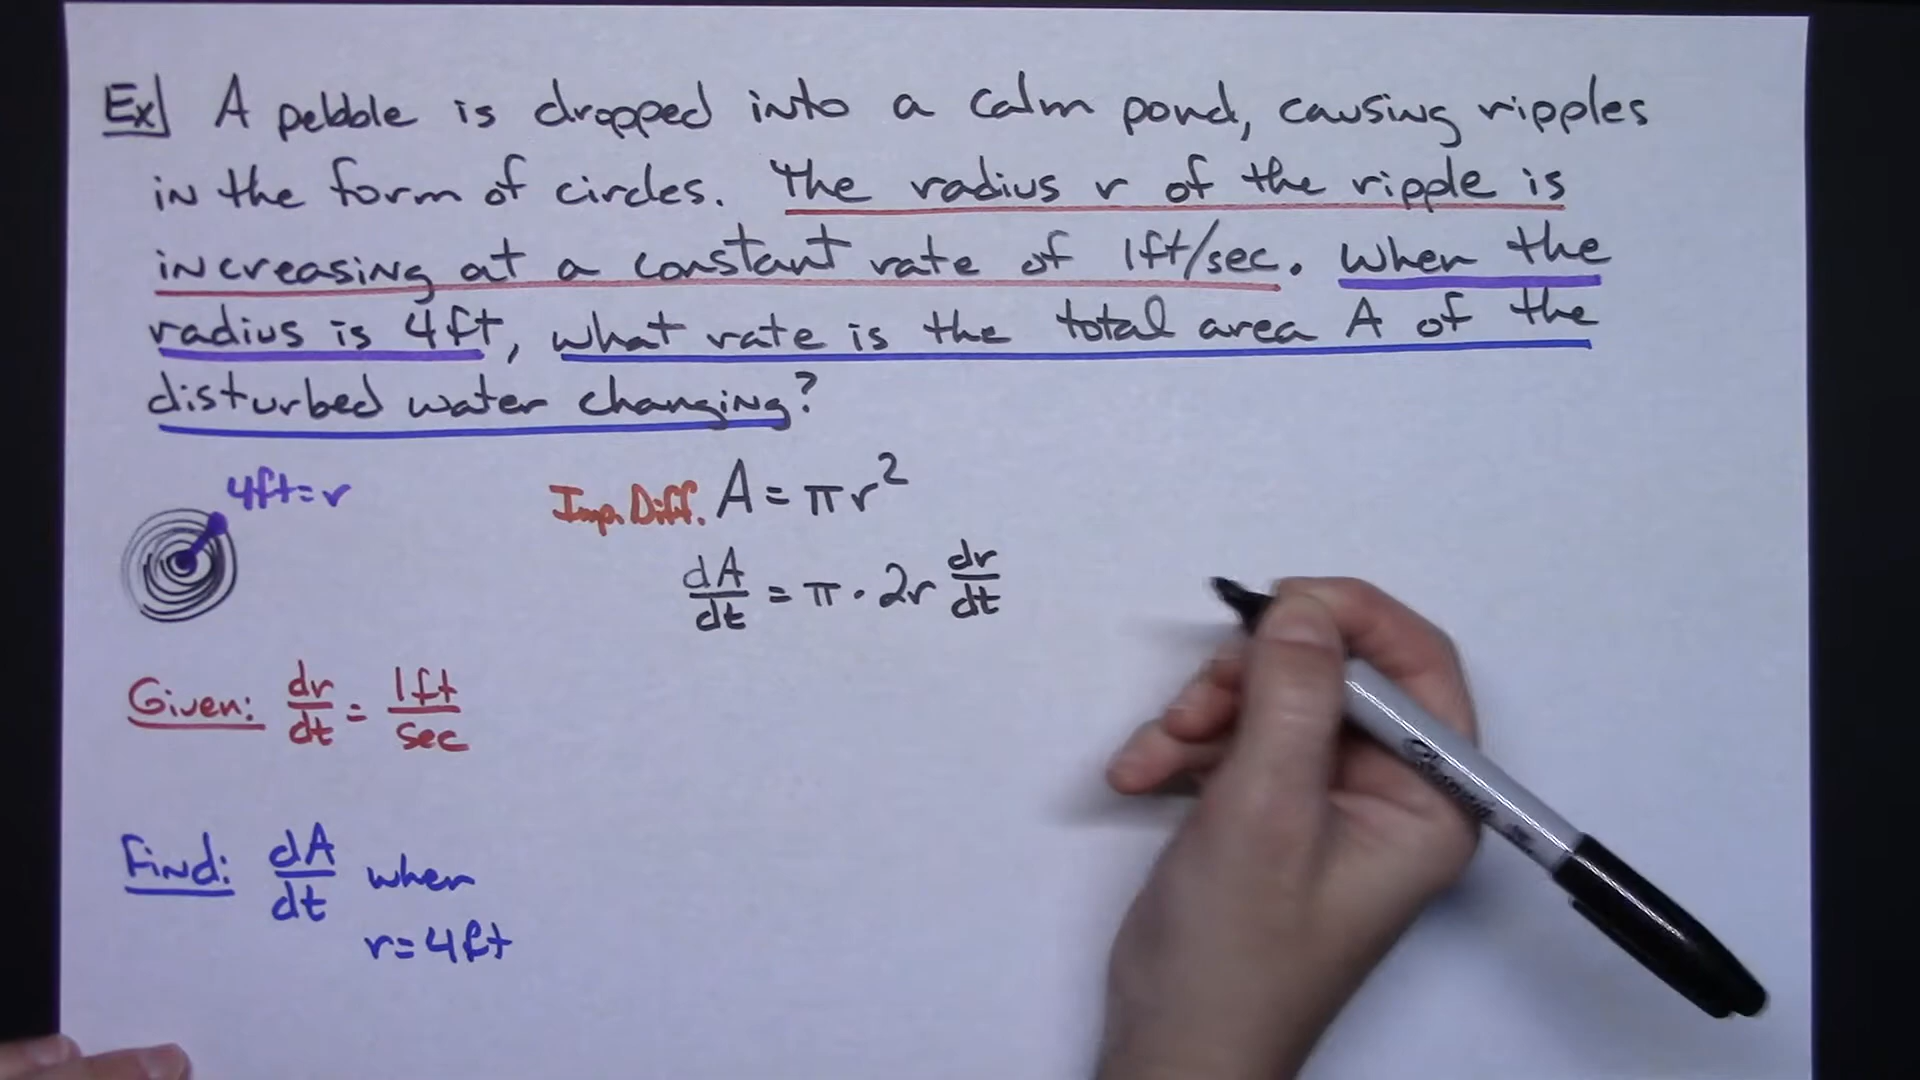 Ex] A pebble is dropped into a calm pond, causing ripples
in the form of circles. The radius r of the ripple is
increasing at a constant rate of 1ft/sec. When the
radius is 4ft, what rate is the total area A of the
disturbed water changing?
4ft=r
Imp. Diff. A = πr²
dA/dt = π · 2r dr/dt
Given: dr/dt = 1ft/sec
Find: dA/dt when
r=4ft
Sharpie